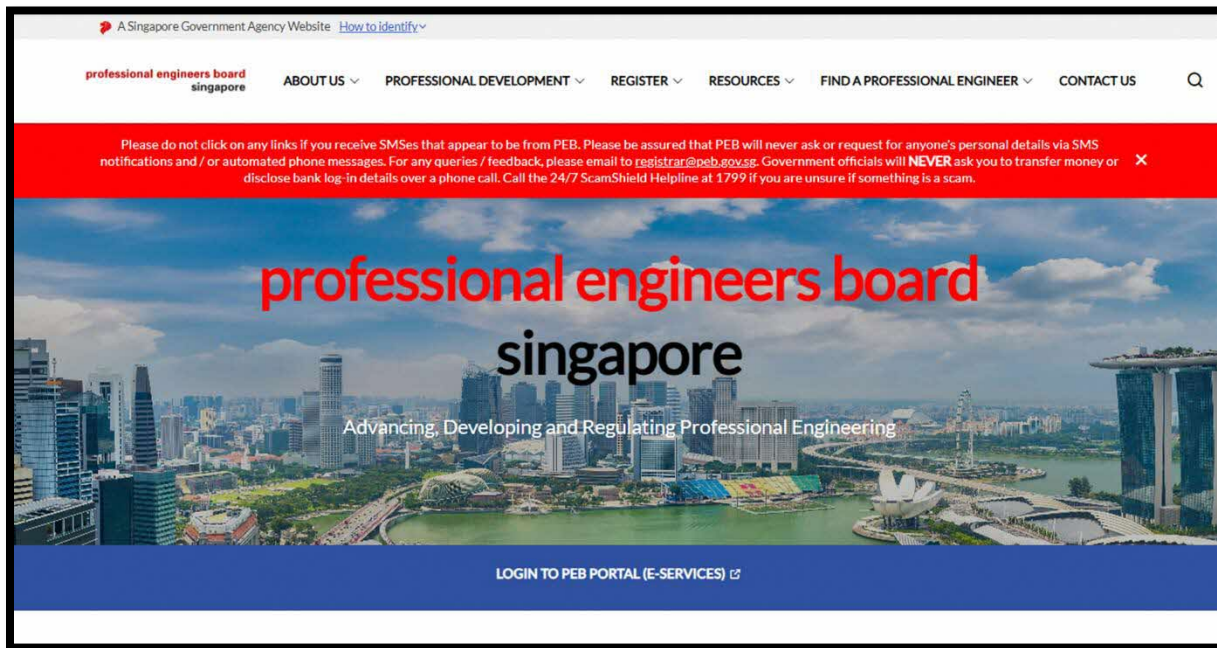 A Singapore Government Agency Website How to identify
professional engineers board
singapore
ABOUT US
PROFESSIONAL DEVELOPMENT
REGISTER
RESOURCES
FIND A PROFESSIONAL ENGINEER
CONTACT US
Please do not click on any links if you receive SMSes that appear to be from PEB. Please be assured that PEB will never ask or request for anyone's personal details via SMS
notifications and / or automated phone messages. For any queries / feedback, please email to registrar@peb.gov.sg. Government officials will NEVER ask you to transfer money or
disclose bank log-in details over a phone call. Call the 24/7 ScamShield Helpline at 1799 if you are unsure if something is a scam.
professional engineers board
singapore
Advancing, Developing and Regulating Professional Engineering
LOGIN TO PEB PORTAL (E-SERVICES)